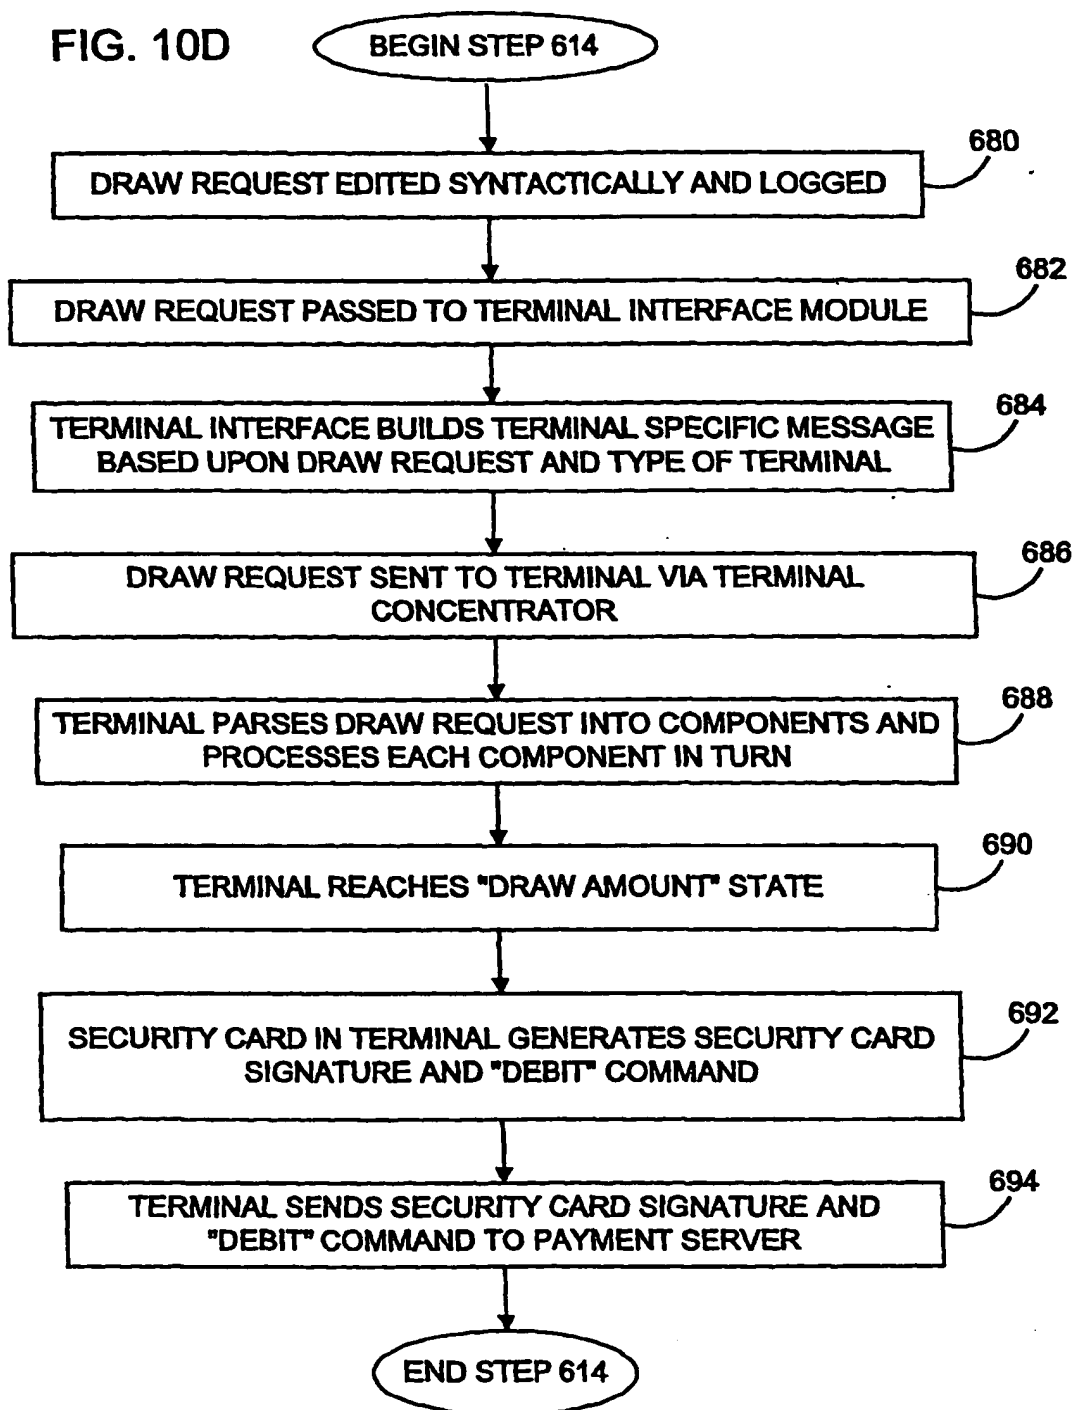 FIG. 10D
BEGIN STEP 614
680
DRAW REQUEST EDITED SYNTACTICALLY AND LOGGED
682
DRAW REQUEST PASSED TO TERMINAL INTERFACE MODULE
684
TERMINAL INTERFACE BUILDS TERMINAL SPECIFIC MESSAGE
BASED UPON DRAW REQUEST AND TYPE OF TERMINAL
686
DRAW REQUEST SENT TO TERMINAL VIA TERMINAL
CONCENTRATOR
688
TERMINAL PARSES DRAW REQUEST INTO COMPONENTS AND
PROCESSES EACH COMPONENT IN TURN
690
TERMINAL REACHES "DRAW AMOUNT" STATE
692
SECURITY CARD IN TERMINAL GENERATES SECURITY CARD
SIGNATURE AND "DEBIT" COMMAND
694
TERMINAL SENDS SECURITY CARD SIGNATURE AND
"DEBIT" COMMAND TO PAYMENT SERVER
END STEP 614